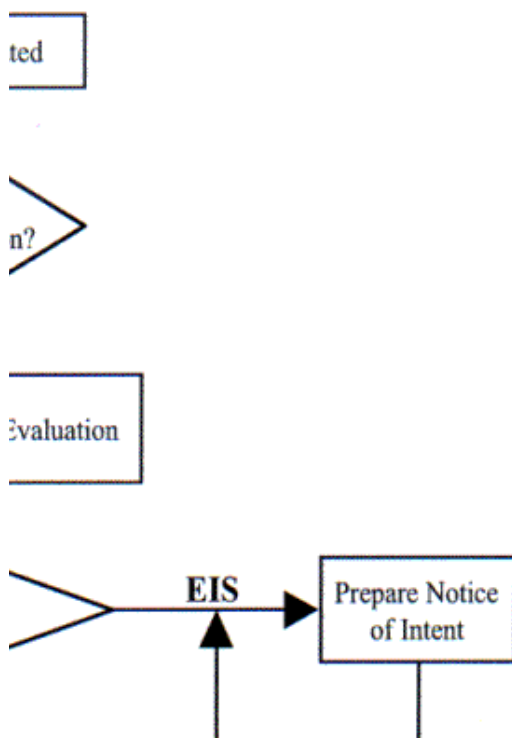 ted
n?
Evaluation
EIS
Prepare Notice
of Intent